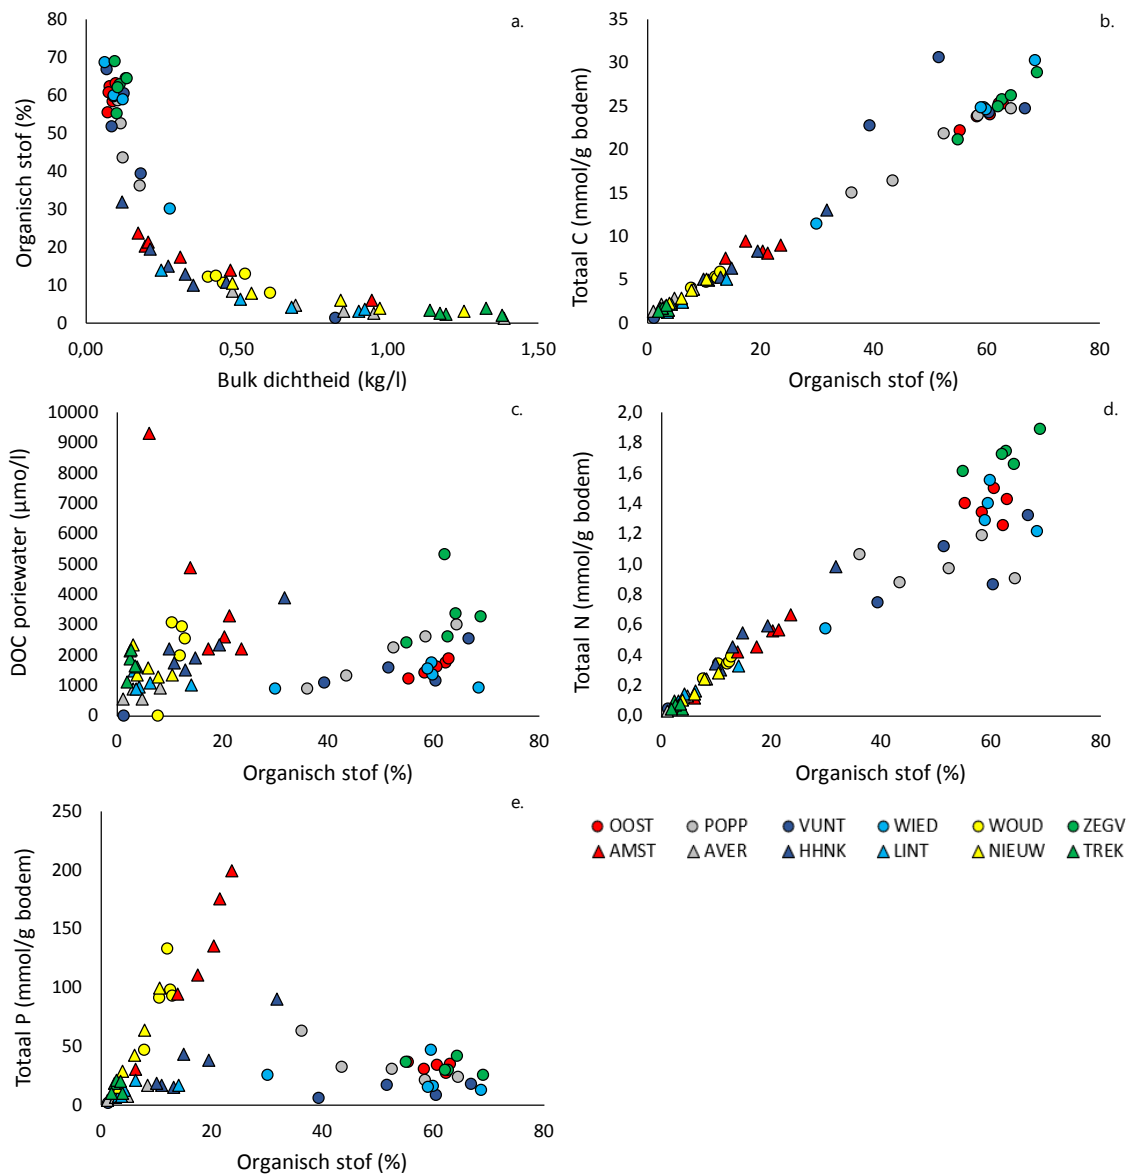 a.
80
70
60
50
40
30
20
10
0
Organisch stof (%)
0,00 0,50 1,00 1,50
Bulk dichtheid (kg/l)
b.
35
30
25
20
15
10
5
0
Totaal C (mmol/g bodem)
0 20 40 60 80
Organisch stof (%)
c.
10000
9000
8000
7000
6000
5000
4000
3000
2000
1000
0
DOC poriewater (µmo/l)
0 20 40 60 80
Organisch stof (%)
d.
2,0
1,8
1,6
1,4
1,2
1,0
0,8
0,6
0,4
0,2
0,0
Totaal N (mmol/g bodem)
0 20 40 60 80
Organisch stof (%)
e.
250
200
150
100
50
0
Totaal P (mmol/g bodem)
0 20 40 60 80
Organisch stof (%)
OOST POPP VUNT WIED WOUD ZEGV
AMST AVER HHNK LINT NIEUW TREK